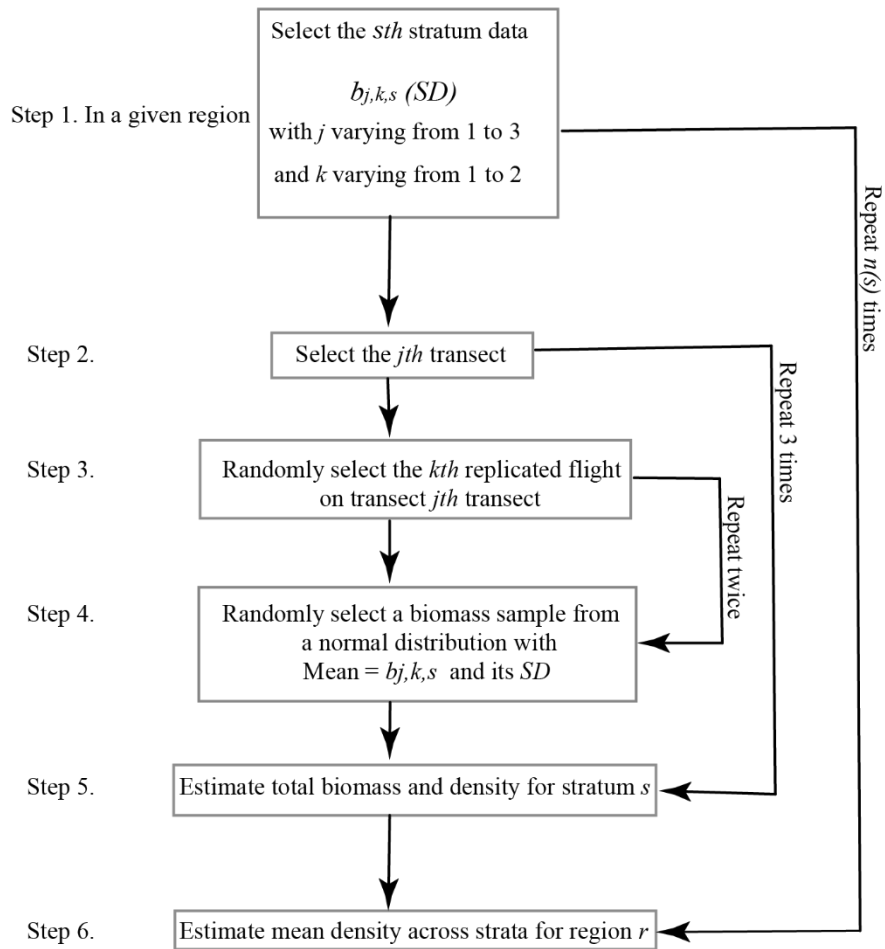 Select the sth stratum data
Step 1. In a given region
bj,k,s (SD)
with j varying from 1 to 3
and k varying from 1 to 2
Repeat n(s) times
Step 2.
Select the jth transect
Repeat 3 times
Step 3.
Randomly select the kth replicated flight
on transect jth transect
Repeat twice
Step 4.
Randomly select a biomass sample from
a normal distribution with
Mean = bj,k,s and its SD
Step 5.
Estimate total biomass and density for stratum s
Step 6.
Estimate mean density across strata for region r